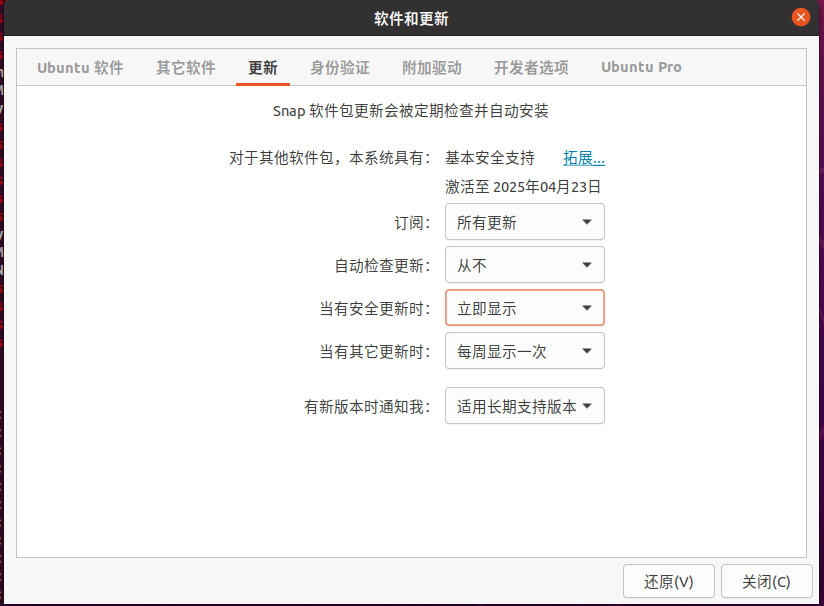 软件和更新
Ubuntu 软件 其它软件 更新 身份验证 附加驱动 开发者选项 Ubuntu Pro
Snap 软件包更新会被定期检查并自动安装
对于其他软件包，本系统具有： 基本安全支持 拓展...
激活至 2025年04月23日
订阅： 所有更新
自动检查更新： 从不
当有安全更新时： 立即显示
当有其它更新时： 每周显示一次
有新版本时通知我： 适用长期支持版本
还原(V) 关闭(C)